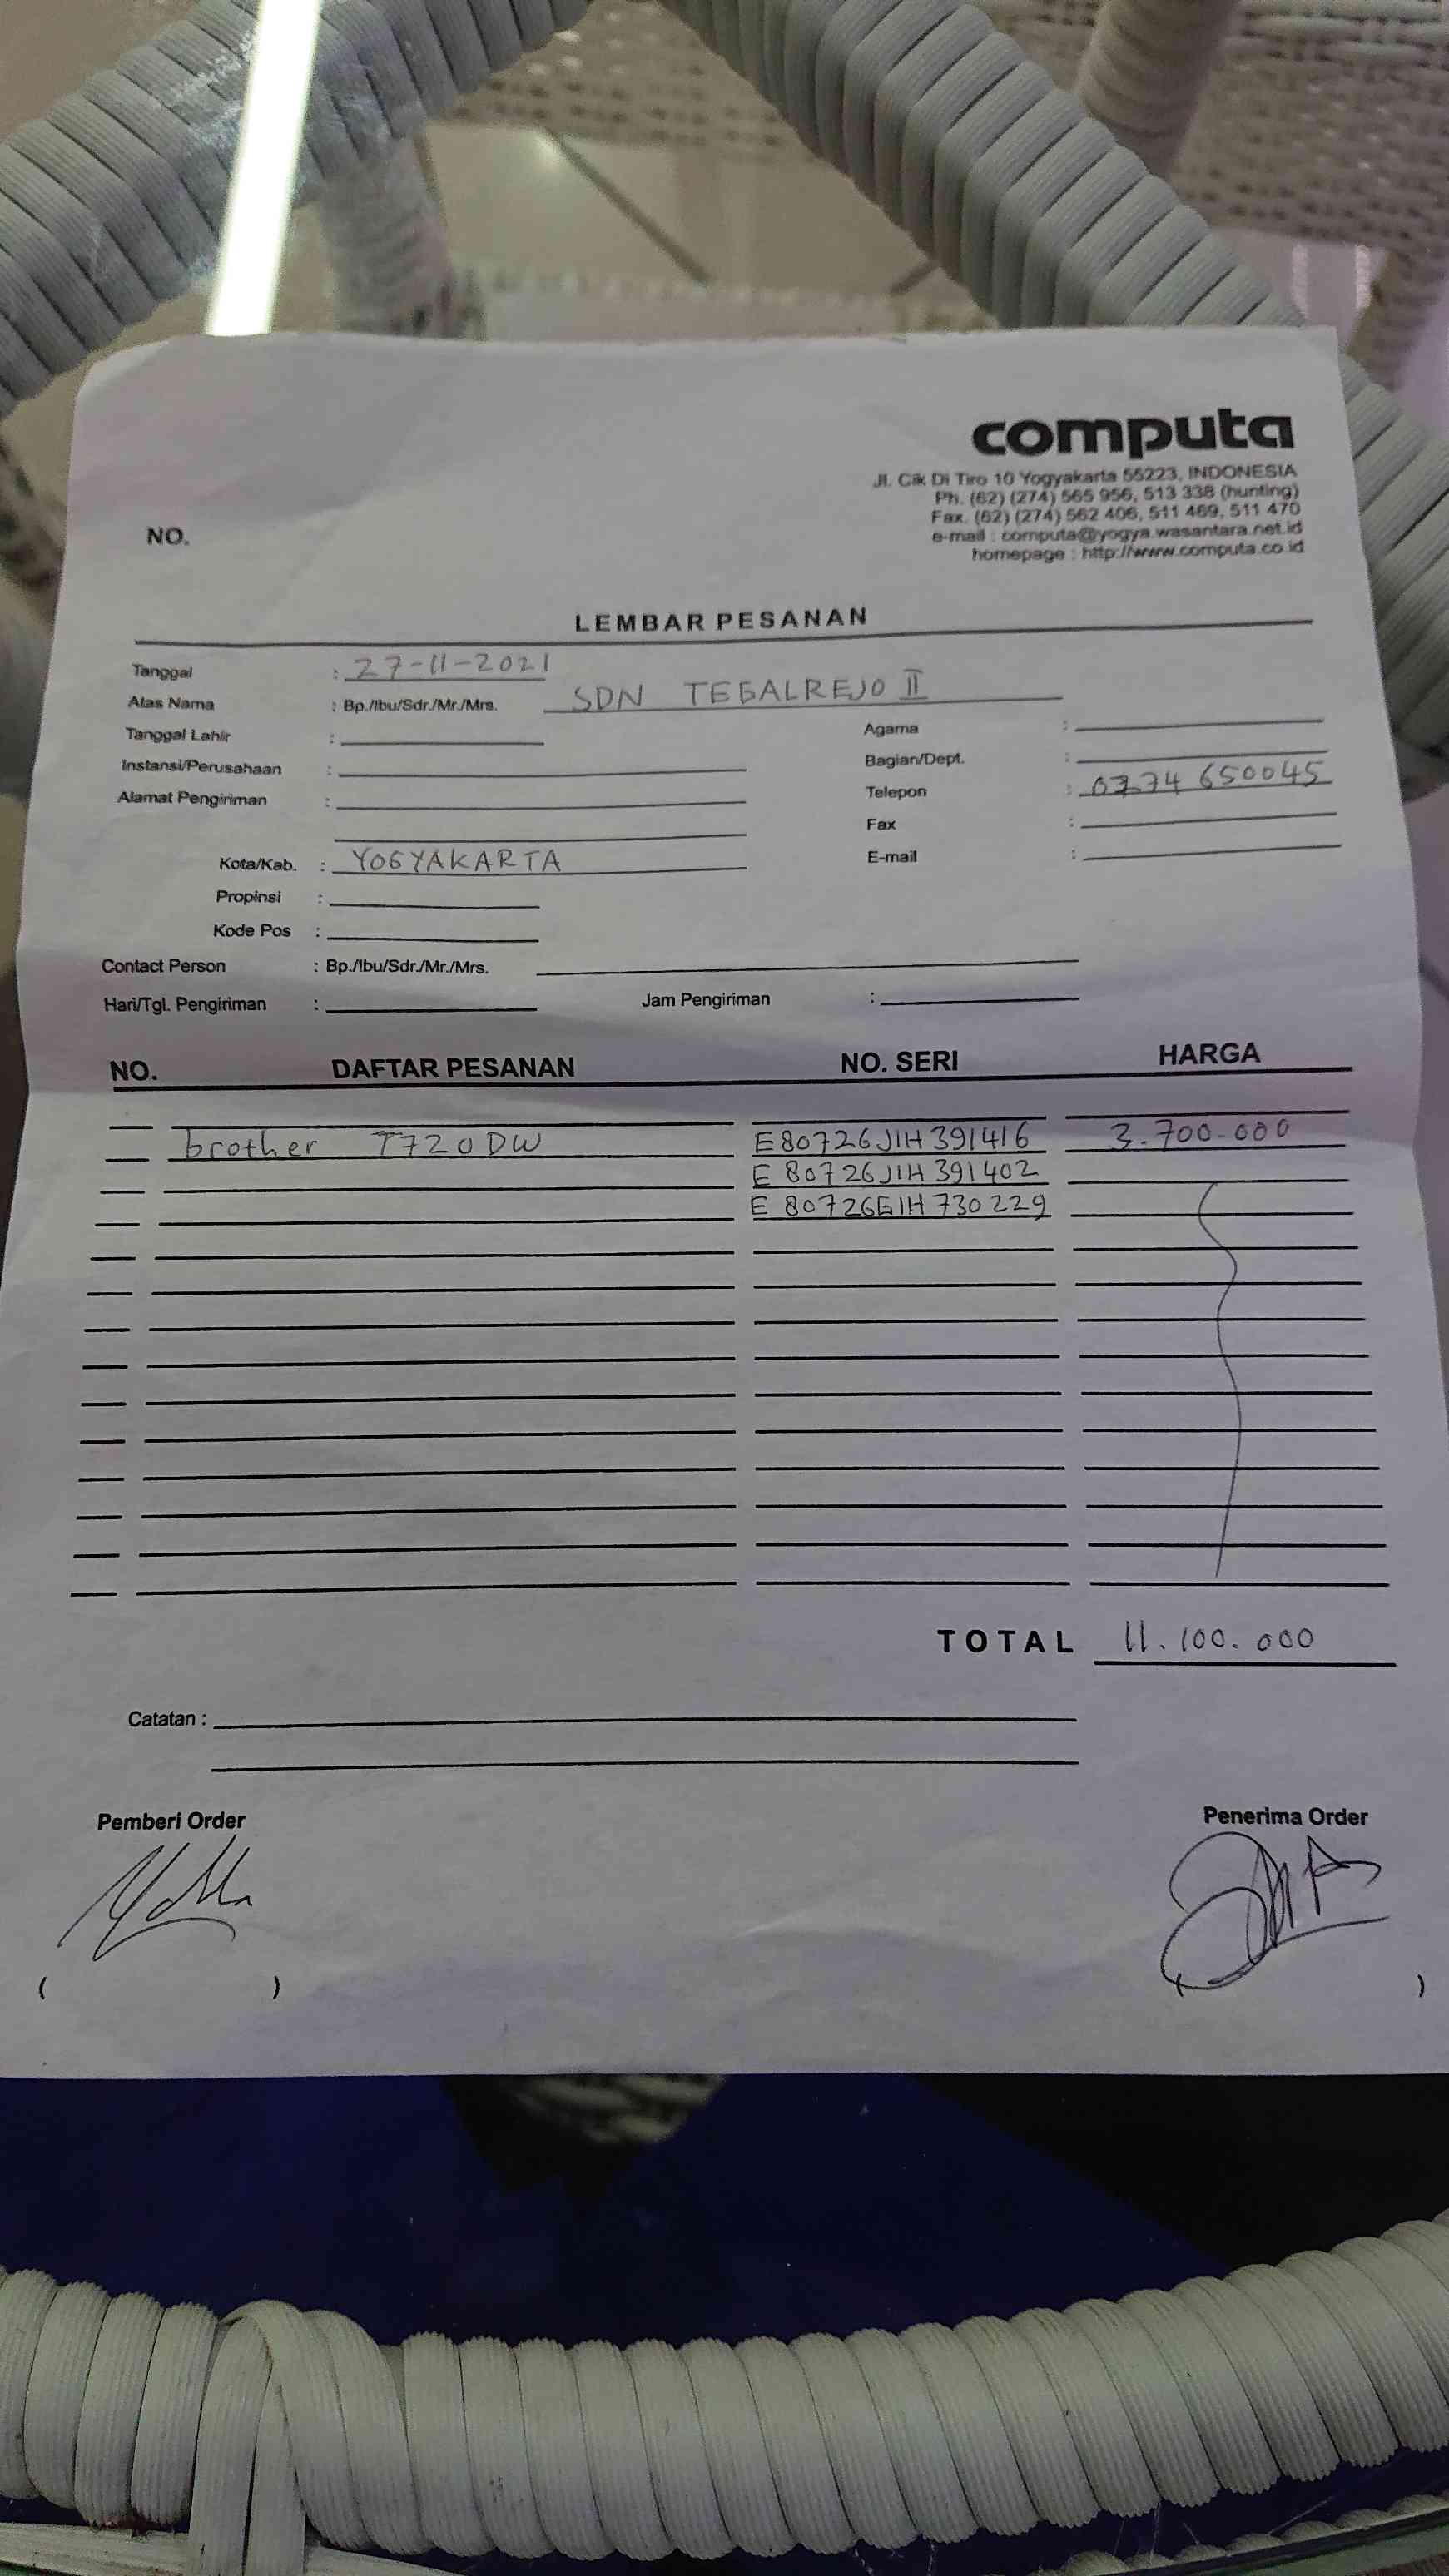 computa
Jl. Cik Di Tiro 10 Yogyakarta 55223, INDONESIA
Ph. (62) (274) 565 956, 513 338 (hunting)
Fax. (62) (274) 562 406, 511 469, 511 470
e-mail : computa@yogya.wasantara.net.id
homepage : http://www.computa.co.id
NO.
LEMBAR PESANAN
Tanggal : 27-11-2021
Atas Nama : Bp./Ibu/Sdr./Mr./Mrs. SDN TEGALREJO II
Tanggal Lahir : Agama :
Instansi/Perusahaan : Bagian/Dept. :
Alamat Pengiriman : Telepon : 0274 650045
Fax :
Kota/Kab. : YOGYAKARTA E-mail :
Propinsi :
Kode Pos :
Contact Person : Bp./Ibu/Sdr./Mr./Mrs.
Hari/Tgl. Pengiriman : Jam Pengiriman :
NO. DAFTAR PESANAN NO. SERI HARGA
brother T720DW E80726J1H391416 3.700.000
E 80726J1H 391402
E 80726G1H 730229
TOTAL 11.100.000
Catatan :
Pemberi Order Penerima Order
( ) ( )